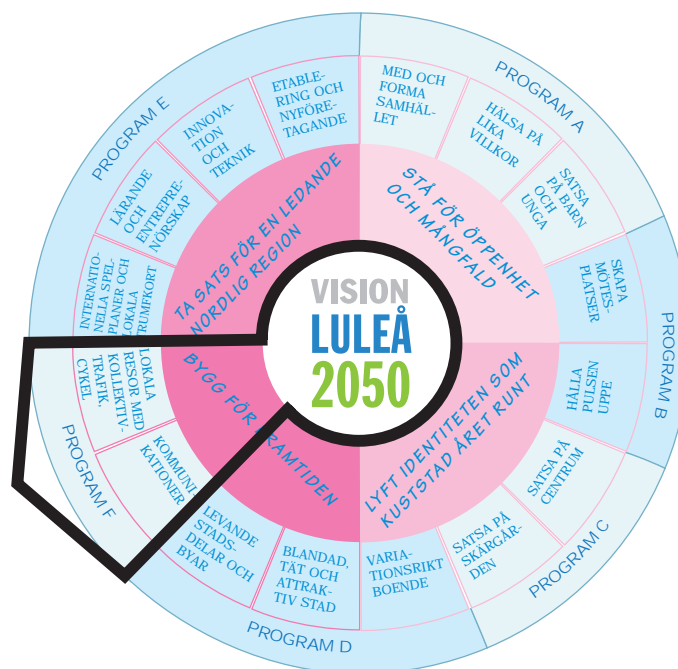 VISION
LULEÅ
2050
STÅ FÖR ÖPPENHET
OCH MÅNGFALD
LYFT IDENTITETEN SOM
KUSTSTAD ÅRET RUNT
BYGG FÖR FRAMTIDEN
TA SATS FÖR EN LEDANDE
NORDLIG REGION
PROGRAM A
MED OCH
FORMA
SAMHÄL-
LET
HÄLSA PÅ
LIKA
VILLKOR
SATSA
PÅ BARN
OCH
UNGA
PROGRAM B
SKAPA
MÖTES-
PLATSER
HÅLLA
PULSEN
UPPE
PROGRAM C
SATSA PÅ
CENTRUM
SATSA PÅ
SKÄRGÅR-
DEN
PROGRAM D
VARIA-
TIONSRIKT
BOENDE
BLANDAD,
TÄT OCH
ATTRAK-
TIV STAD
LEVANDE
STADS-
DELAR OCH
BYAR
PROGRAM F
KOMMUNI-
KATIONER
LOKALA
RESOR MED
KOLLEKTIV-
TRAFIK.
CYKEL
PROGRAM E
INTERNATIO-
NELLA SPEL-
PLANER OCH
LOKALA
TRUMFKORT
LÄRANDE
OCH
ENTREPRE-
NÖRSKAP
INNOVA-
TION
OCH
TEKNIK
ETABLE-
RING OCH
NYFÖRE-
TAGANDE